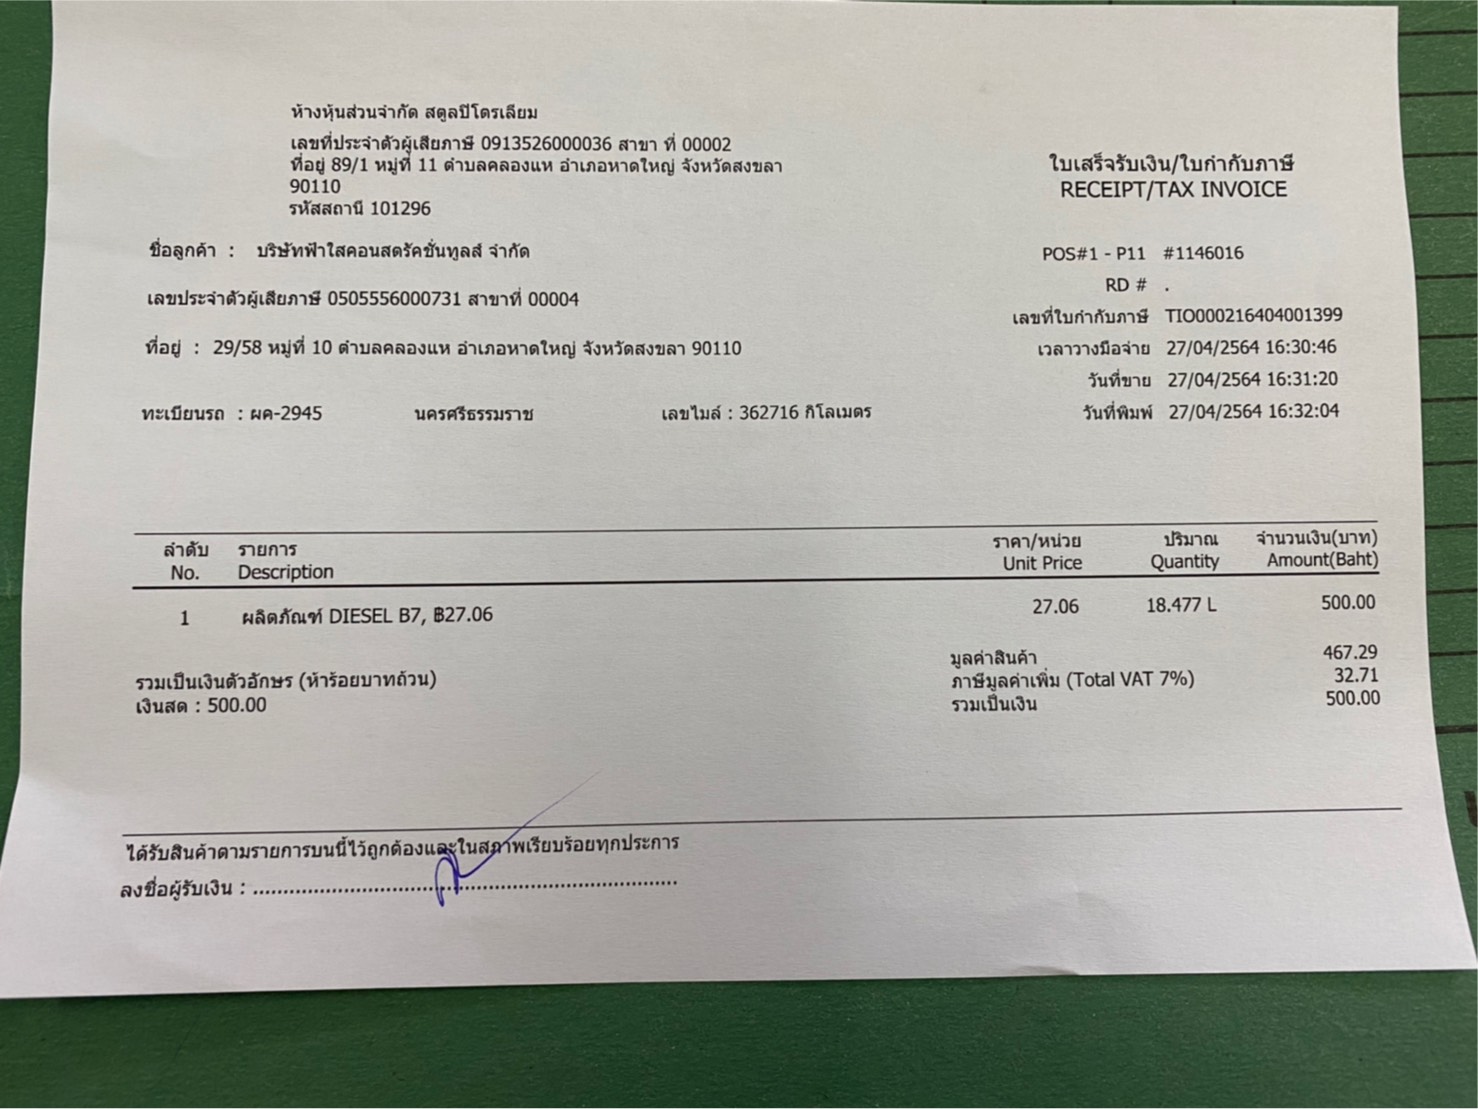 ห้างหุ้นส่วนจำกัด สตูลปิโตรเลียม
เลขที่ประจำตัวผู้เสียภาษี 0913526000036 สาขา ที่ 00002
ที่อยู่ 89/1 หมู่ที่ 11 ตำบลคลองแห อำเภอหาดใหญ่ จังหวัดสงขลา
90110
รหัสสถานี 101296
ใบเสร็จรับเงิน/ใบกำกับภาษี
RECEIPT/TAX INVOICE
ชื่อลูกค้า : บริษัทฟ้าใสคอนสตรัคชั่นทูลส์ จำกัด
เลขประจำตัวผู้เสียภาษี 0505556000731 สาขาที่ 00004
ที่อยู่ : 29/58 หมู่ที่ 10 ตำบลคลองแห อำเภอหาดใหญ่ จังหวัดสงขลา 90110
ทะเบียนรถ : ผค-2945 นครศรีธรรมราช เลขไมล์ : 362716 กิโลเมตร
POS#1 - P11 #1146016
RD # .
เลขที่ใบกำกับภาษี TIO000216404001399
เวลาวางมือจ่าย 27/04/2564 16:30:46
วันที่ขาย 27/04/2564 16:31:20
วันที่พิมพ์ 27/04/2564 16:32:04
ลำดับ รายการ ราคา/หน่วย ปริมาณ จำนวนเงิน(บาท)
No. Description Unit Price Quantity Amount(Baht)
1 ผลิตภัณฑ์ DIESEL B7, ฿27.06 27.06 18.477 L 500.00
มูลค่าสินค้า 467.29
ภาษีมูลค่าเพิ่ม (Total VAT 7%) 32.71
รวมเป็นเงิน 500.00
รวมเป็นเงินตัวอักษร (ห้าร้อยบาทถ้วน)
เงินสด : 500.00
ได้รับสินค้าตามรายการบนนี้ไว้ถูกต้องและในสภาพเรียบร้อยทุกประการ
ลงชื่อผู้รับเงิน : ........................................................................